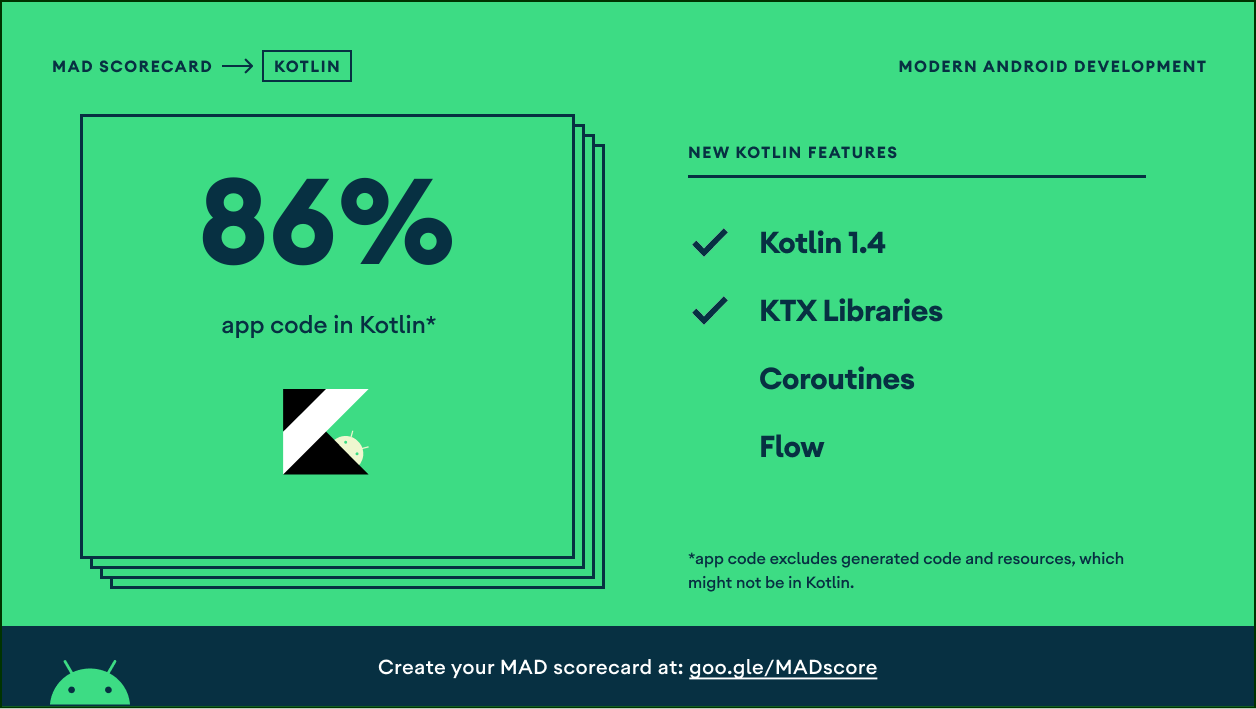 MAD SCORECARD → KOTLIN
MODERN ANDROID DEVELOPMENT
86%
app code in Kotlin*
NEW KOTLIN FEATURES
Kotlin 1.4
KTX Libraries
Coroutines
Flow
*app code excludes generated code and resources, which
might not be in Kotlin.
Create your MAD scorecard at: goo.gle/MADscore